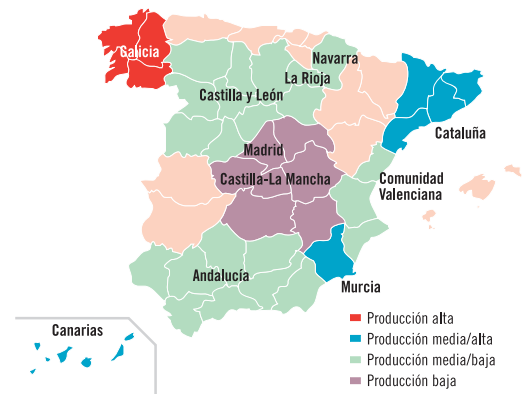 Galicia
Navarra
La Rioja
Castilla y León
Cataluña
Madrid
Castilla-La Mancha
Comunidad
Valenciana
Andalucía
Murcia
Canarias
Producción alta
Producción media/alta
Producción media/baja
Producción baja